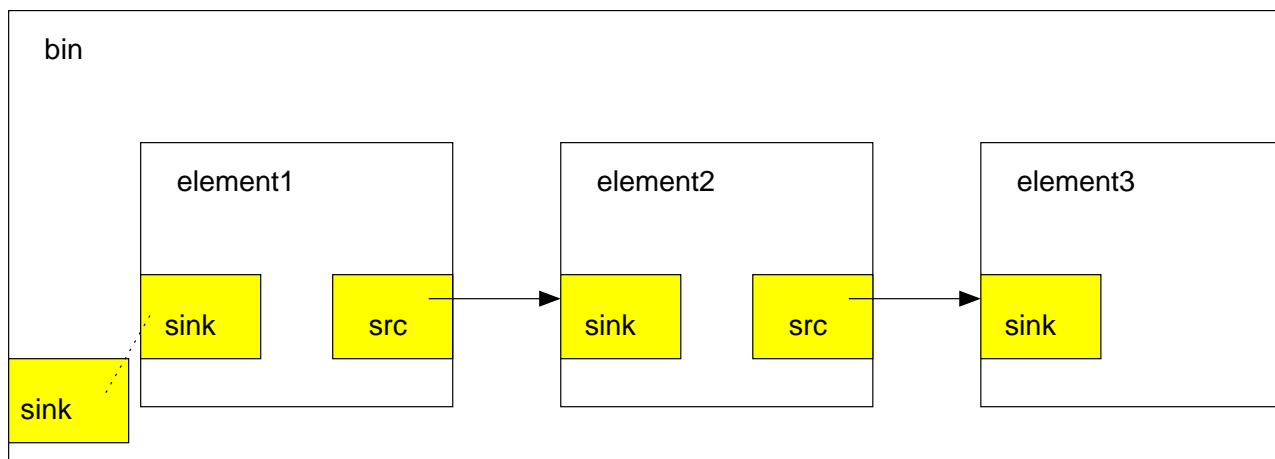 bin
element1
element2
element3
sink
src
sink
src
sink
sink